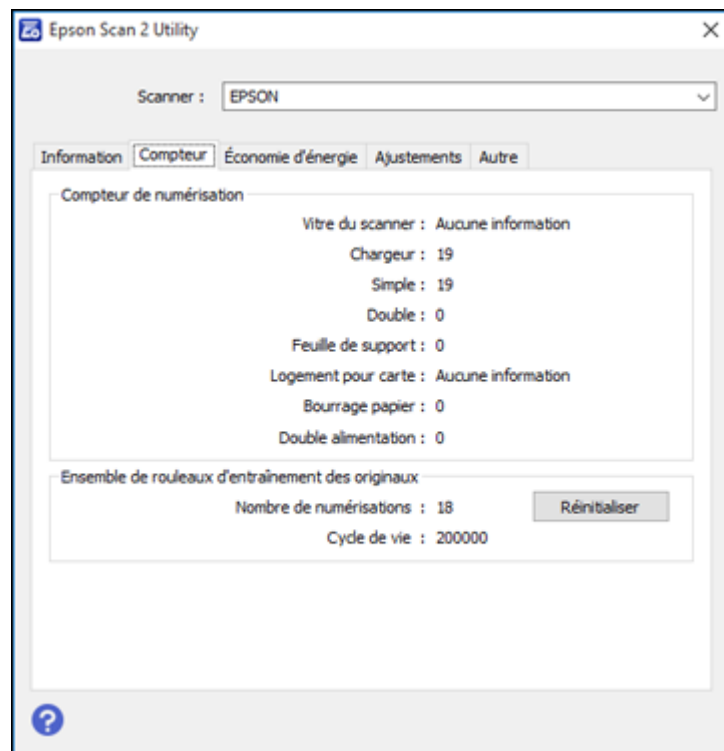 Epson Scan 2 Utility
Scanner : EPSON
Information Compteur Économie d'énergie Ajustements Autre
Compteur de numérisation
Vitre du scanner : Aucune information
Chargeur : 19
Simple : 19
Double : 0
Feuille de support : 0
Logement pour carte : Aucune information
Bourrage papier : 0
Double alimentation : 0
Ensemble de rouleaux d'entraînement des originaux
Nombre de numérisations : 18 Réinitialiser
Cycle de vie : 200000
?